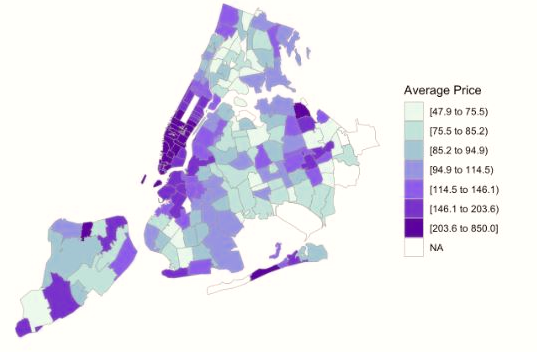 Average Price
[47.9 to 75.5)
[75.5 to 85.2)
[85.2 to 94.9)
[94.9 to 114.5)
[114.5 to 146.1)
[146.1 to 203.6)
[203.6 to 850.0]
NA